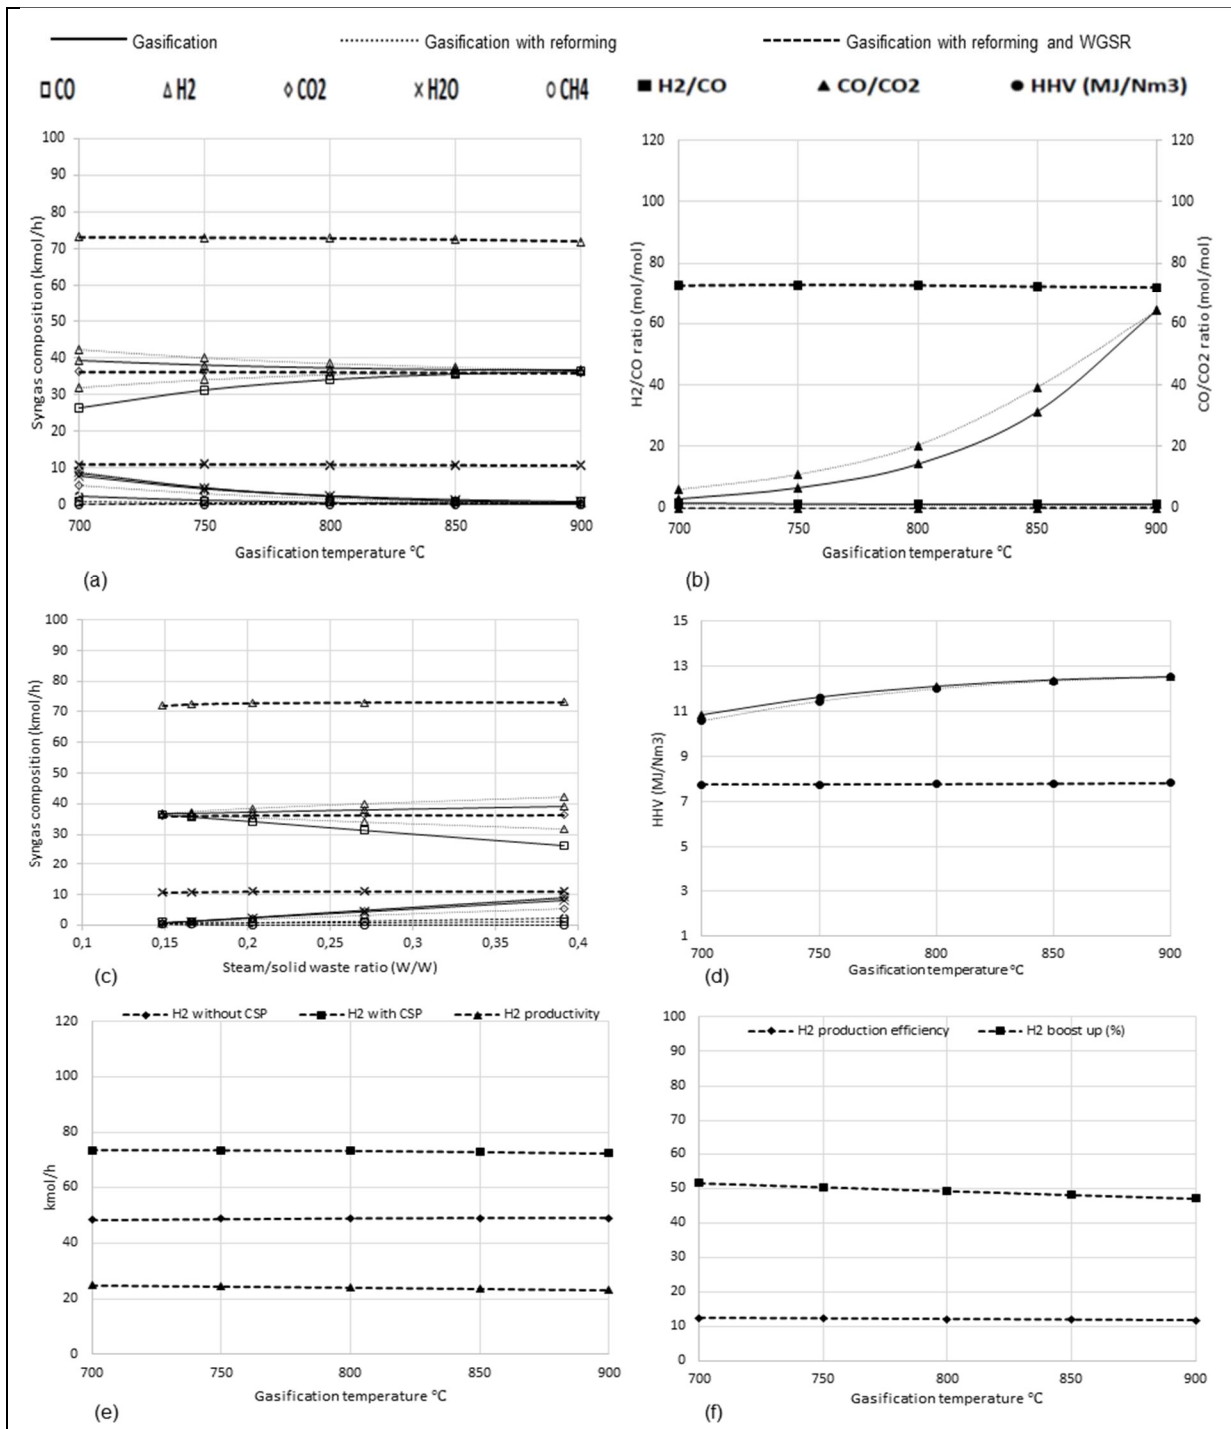 Gasification
Gasification with reforming
Gasification with reforming and WGSR
CO
H2
CO2
H2O
CH4
H2/CO
CO/CO2
HHV (MJ/Nm3)
100
90
80
70
60
50
40
30
20
10
0
Syngas composition (kmol/h)
700
750
800
850
900
Gasification temperature °C
(a)
120
100
80
60
40
20
0
H2/CO ratio (mol/mol)
120
100
80
60
40
20
0
CO/CO2 ratio (mol/mol)
700
750
800
850
900
Gasification temperature °C
(b)
100
90
80
70
60
50
40
30
20
10
0
Syngas composition (kmol/h)
0,1
0,15
0,2
0,25
0,3
0,35
0,4
Steam/solid waste ratio (W/W)
(c)
15
13
11
9
7
5
3
1
HHV (MJ/Nm3)
700
750
800
850
900
Gasification temperature °C
(d)
H2 without CSP
H2 with CSP
H2 productivity
120
100
80
60
40
20
0
kmol/h
700
750
800
850
900
Gasification temperature °C
(e)
H2 production efficiency
H2 boost up (%)
100
90
80
70
60
50
40
30
20
10
0
700
750
800
850
900
Gasification temperature °C
(f)